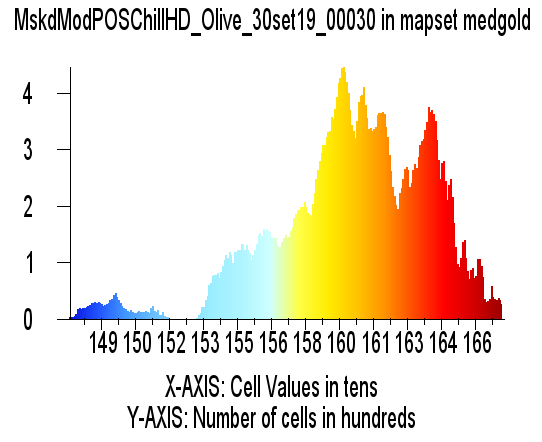 MskdModPOSChillHD_Olive_30set19_00030 in mapset medgold
4
3
2
1
0
149 150 152 153 155 156 158 160 161 163 164 166
X-AXIS: Cell Values in tens
Y-AXIS: Number of cells in hundreds